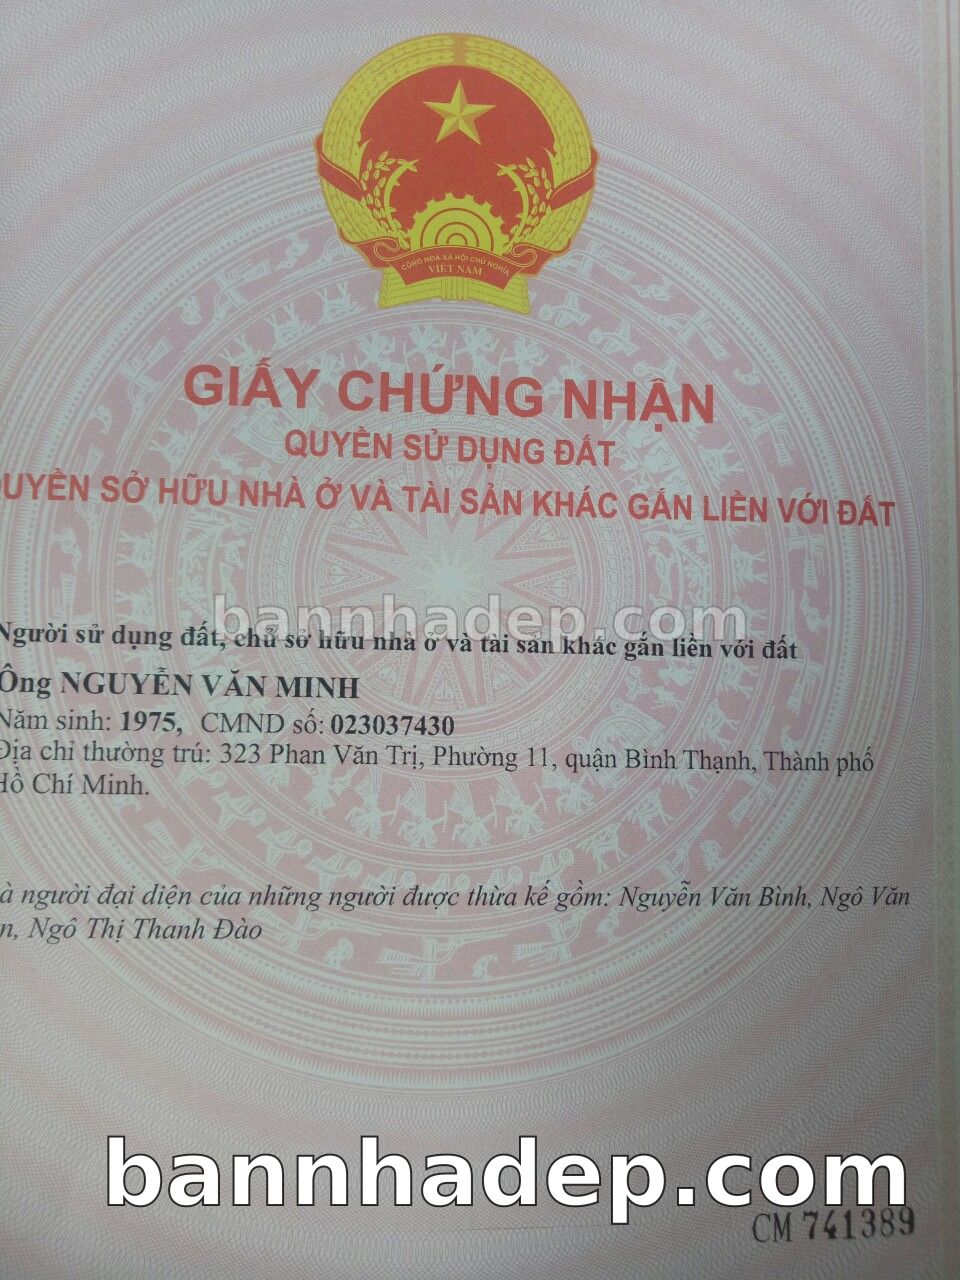 CỘNG HOÀ XÃ HỘI CHỦ NGHĨA
VIỆT NAM
bannhadep.com
GIẤY CHỨNG NHẬN
QUYỀN SỬ DỤNG ĐẤT
QUYỀN SỞ HỮU NHÀ Ở VÀ TÀI SẢN KHÁC GẮN LIỀN VỚI ĐẤT
bannhadep.com
Người sử dụng đất, chủ sở hữu nhà ở và tài sản khác gắn liền với đất
Ông NGUYỄN VĂN MINH
Năm sinh: 1975, CMND số: 023037430
Địa chỉ thường trú: 323 Phan Văn Trị, Phường 11, quận Bình Thạnh, Thành phố
Hồ Chí Minh.
à người đại diện của những người được thừa kế gồm: Nguyễn Văn Bình, Ngô Văn
n, Ngô Thị Thanh Đào
bannhadep.com
CM 741389